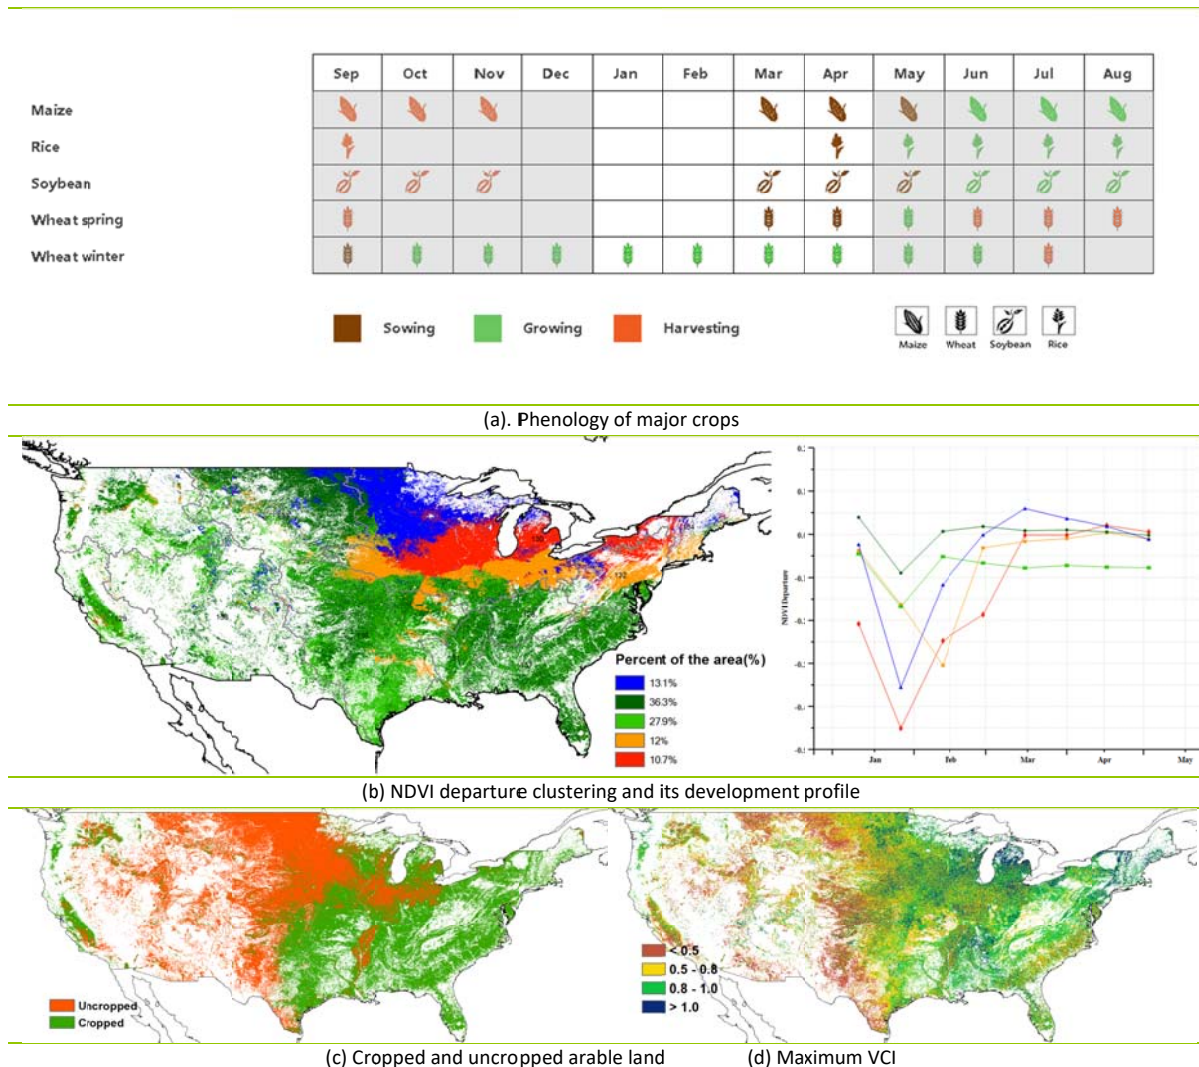 Sep Oct Nov Dec Jan Feb Mar Apr May Jun Jul Aug
Maize
Rice
Soybean
Wheat spring
Wheat winter
Sowing Growing Harvesting
Maize Wheat Soybean Rice
(a). Phenology of major crops
Percent of the area(%)
13.1%
36.3%
27.9%
12%
10.7%
NDVI Departure
Jan Feb Mar Apr May
(b) NDVI departure clustering and its development profile
Uncropped
Cropped
< 0.5
0.5 - 0.8
0.8 - 1.0
> 1.0
(c) Cropped and uncropped arable land (d) Maximum VCI